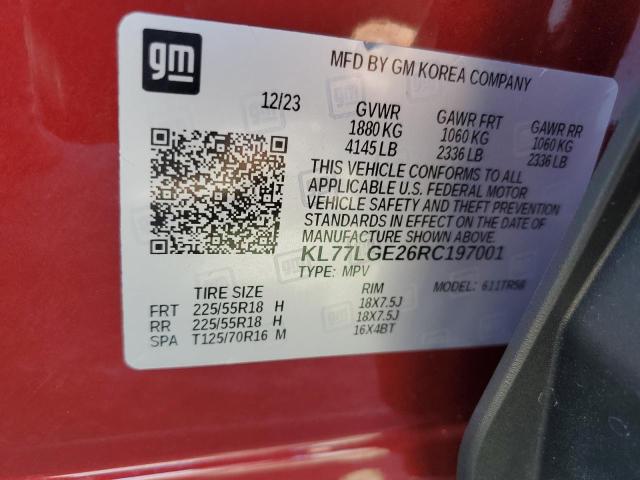 gm
MFD BY GM KOREA COMPANY
12/23 GVWR GAWR FRT GAWR RR
1880 KG 1060 KG 1060 KG
4145 LB 2336 LB 2336 LB
THIS VEHICLE CONFORMS TO ALL
APPLICABLE U.S. FEDERAL MOTOR
VEHICLE SAFETY AND THEFT PREVENTION
STANDARDS IN EFFECT ON THE DATE OF
MANUFACTURE SHOWN ABOVE.
KL77LGE26RC197001
TYPE: MPV MODEL: 611TR58
TIRE SIZE RIM
FRT 225/55R18 H 18X7.5J
RR 225/55R18 H 18X7.5J
SPA T125/70R16 M 16X4BT